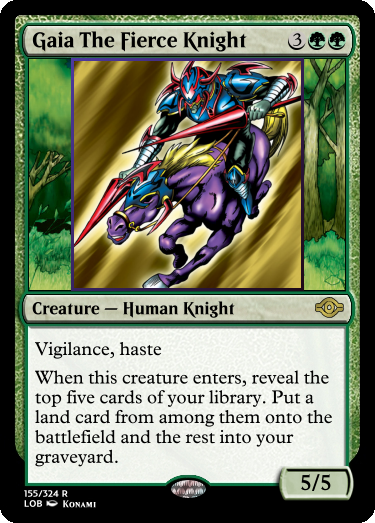 Gaia The Fierce Knight 3
Creature — Human Knight
Vigilance, haste
When this creature enters, reveal the
top five cards of your library. Put a
land card from among them onto the
battlefield and the rest into your
graveyard.
5/5
155/324 R
LOB Konami